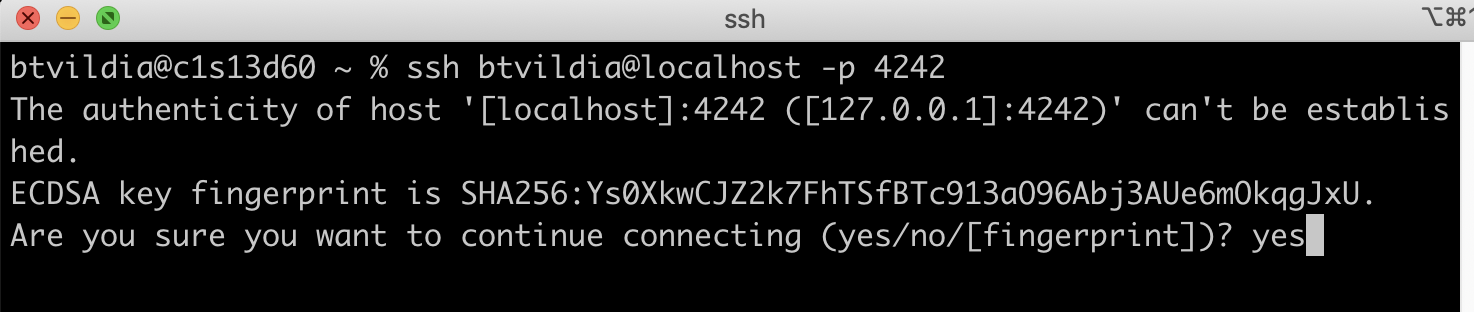 ssh
⌥⌘
btvildia@c1s13d60 ~ % ssh btvildia@localhost -p 4242
The authenticity of host '[localhost]:4242 ([127.0.0.1]:4242)' can't be establis
hed.
ECDSA key fingerprint is SHA256:Ys0XkwCJZ2k7FhTSfBTc913aO96Abj3AUe6mOkqgJxU.
Are you sure you want to continue connecting (yes/no/[fingerprint])? yes